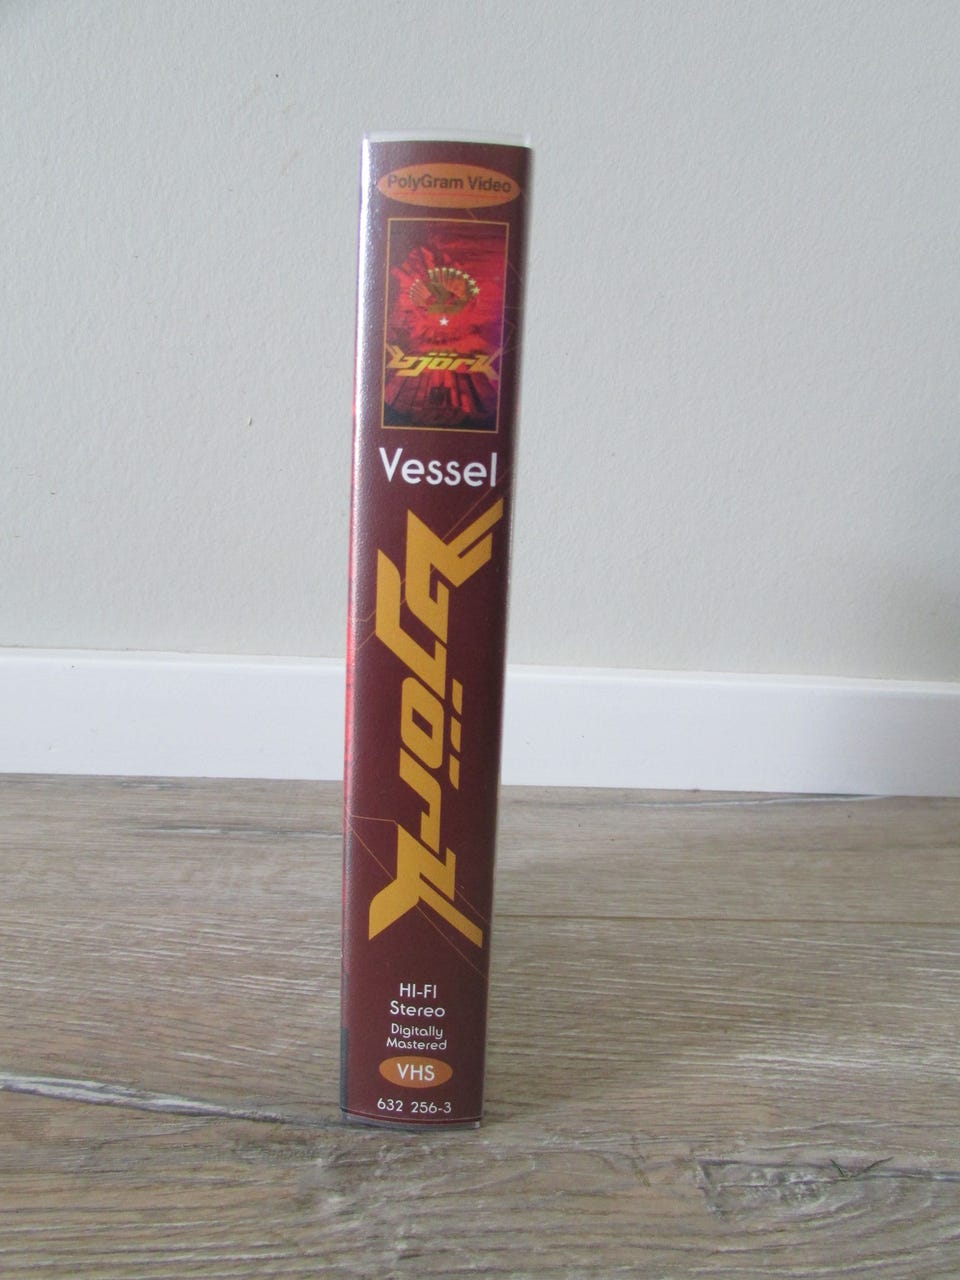 PolyGram Video
björk
Vessel
björk
HI-FI
Stereo
Digitally
Mastered
VHS
632 256-3